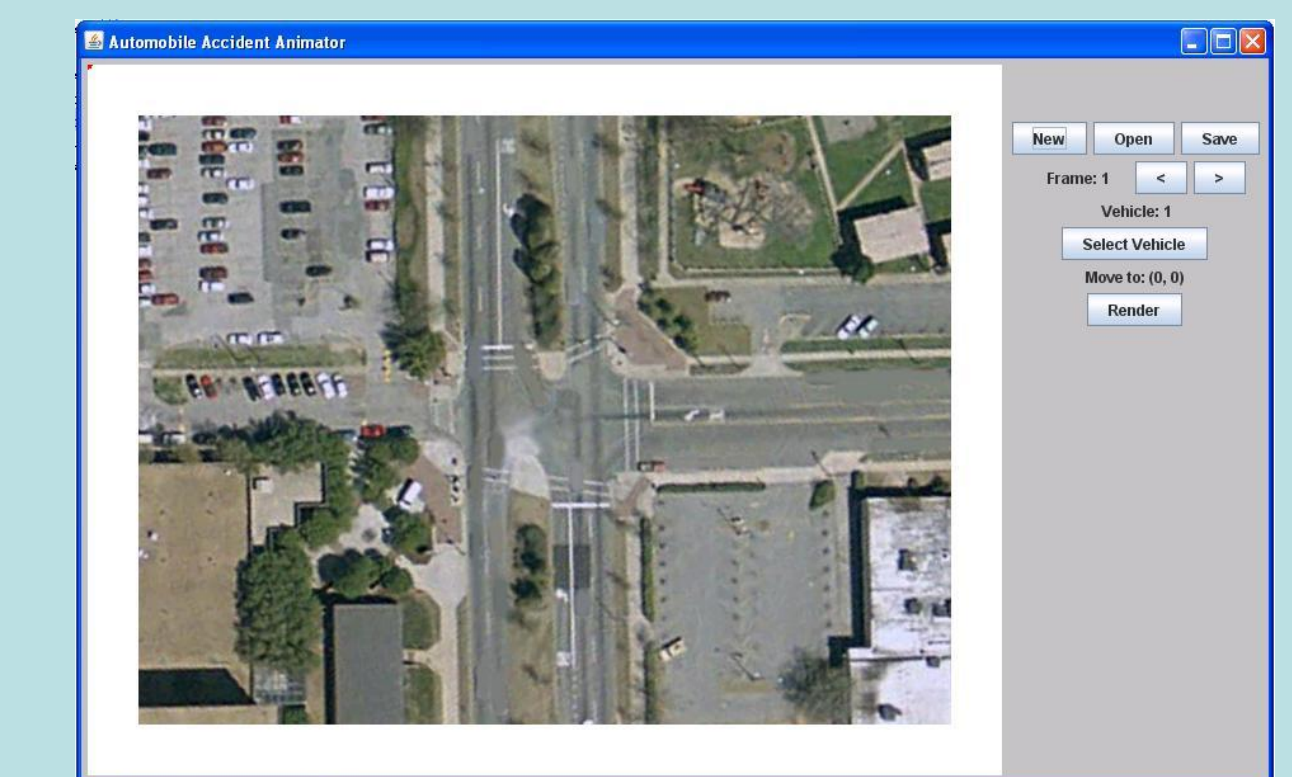 Automobile Accident Animator
New Open Save
Frame: 1 < >
Vehicle: 1
Select Vehicle
Move to: (0, 0)
Render